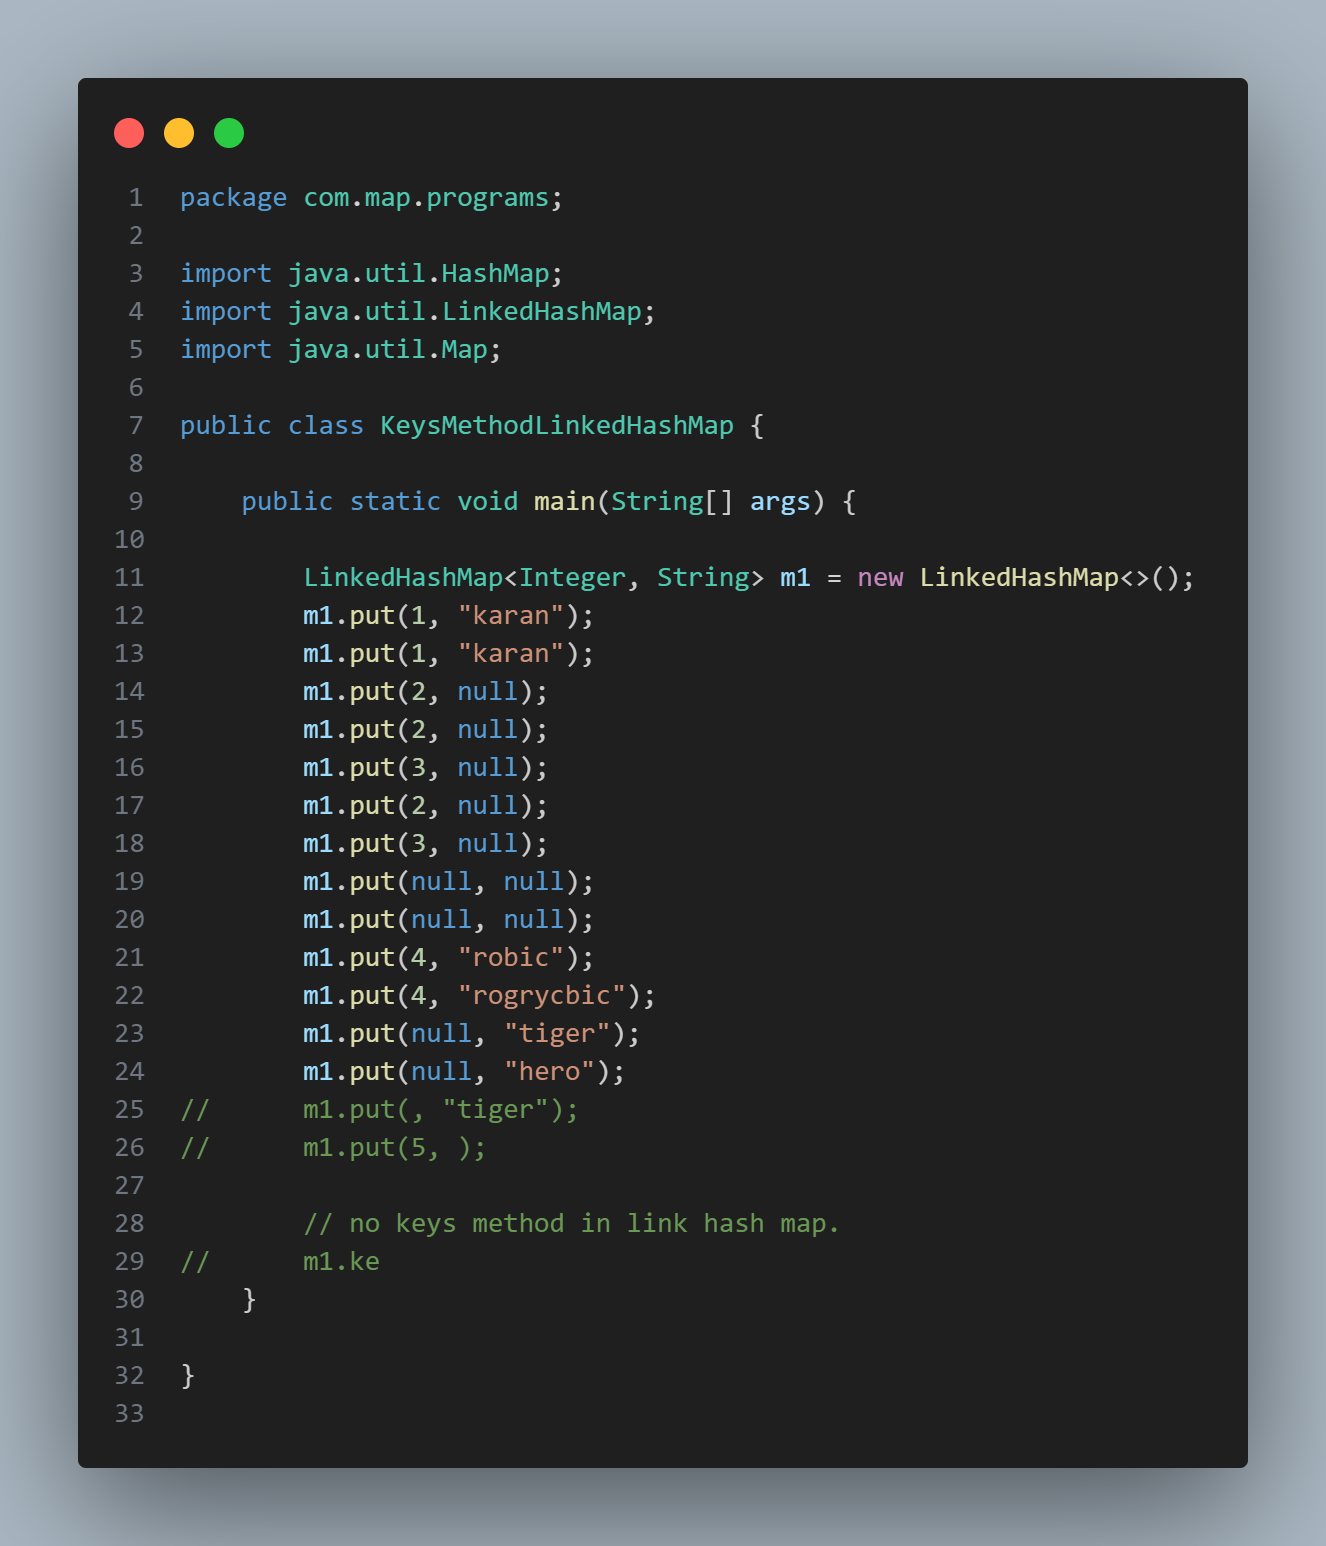 1 package com.map.programs;
2
3 import java.util.HashMap;
4 import java.util.LinkedHashMap;
5 import java.util.Map;
6
7 public class KeysMethodLinkedHashMap {
8
9     public static void main(String[] args) {
10
11         LinkedHashMap<Integer, String> m1 = new LinkedHashMap<>();
12         m1.put(1, "karan");
13         m1.put(1, "karan");
14         m1.put(2, null);
15         m1.put(2, null);
16         m1.put(3, null);
17         m1.put(2, null);
18         m1.put(3, null);
19         m1.put(null, null);
20         m1.put(null, null);
21         m1.put(4, "robic");
22         m1.put(4, "rogrycbic");
23         m1.put(null, "tiger");
24         m1.put(null, "hero");
25 //      m1.put(, "tiger");
26 //      m1.put(5, );
27
28         // no keys method in link hash map.
29 //      m1.ke
30     }
31
32 }
33